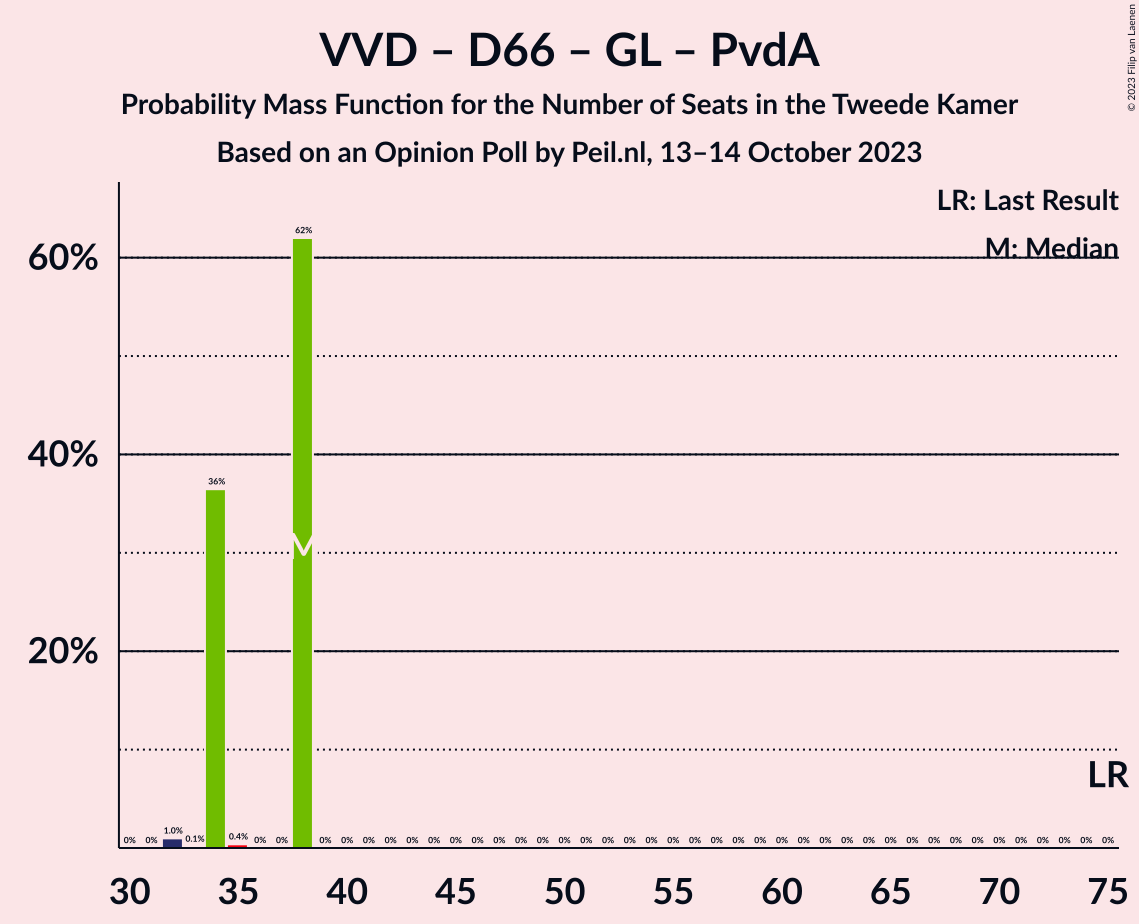 VVD – D66 – GL – PvdA
Probability Mass Function for the Number of Seats in the Tweede Kamer
Based on an Opinion Poll by Peil.nl, 13–14 October 2023
© 2023 Filip van Laenen
LR: Last Result
M: Median
62%
60%
40%
36%
M
20%
LR
0% 0% 1.0% 0.1% 0.4% 0% 0% 0% 0% 0% 0% 0% 0% 0% 0% 0% 0% 0% 0% 0% 0% 0% 0% 0% 0% 0% 0% 0% 0% 0% 0% 0% 0% 0% 0% 0% 0% 0% 0% 0% 0% 0% 0% 0%
30 35 40 45 50 55 60 65 70 75